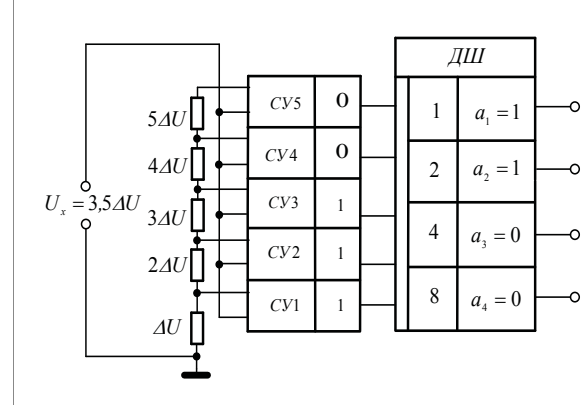 ДШ
5ΔU
СУ5
0
1
a₁ = 1
4ΔU
СУ4
0
2
a₂ = 1
Uₓ = 3,5ΔU
3ΔU
СУ3
1
4
a₃ = 0
2ΔU
СУ2
1
ΔU
СУ1
1
8
a₄ = 0